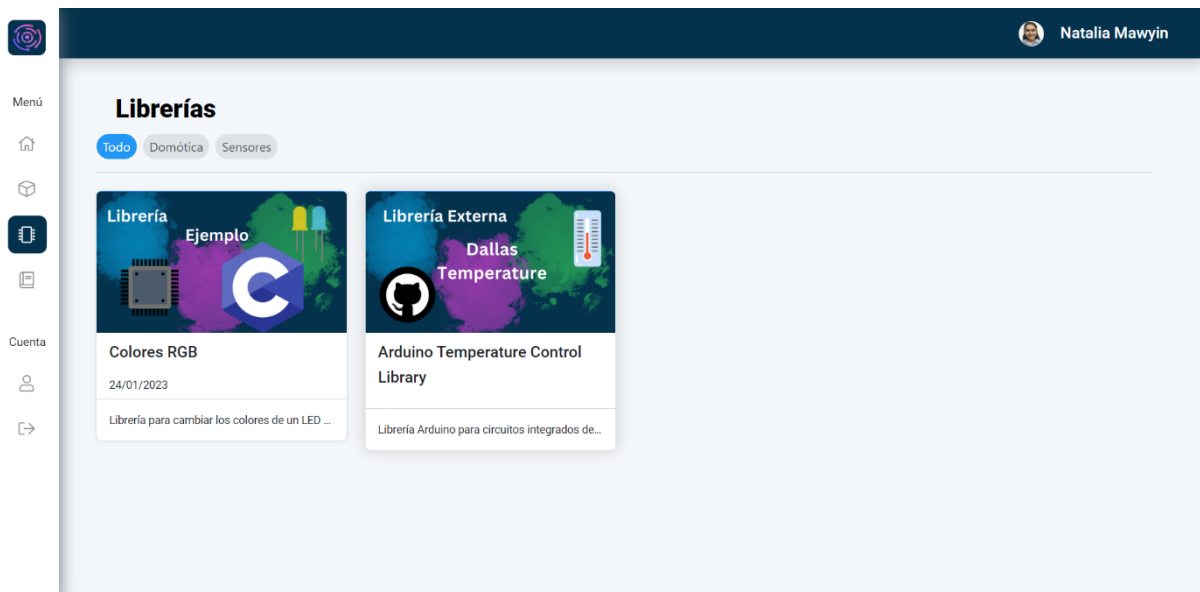 Natalia Mawyin
Menú
Cuenta
Librerías
Todo Domótica Sensores
Librería
Ejemplo
C
Colores RGB
24/01/2023
Librería para cambiar los colores de un LED ...
Librería Externa
Dallas
Temperature
Arduino Temperature Control
Library
Librería Arduino para circuitos integrados de...